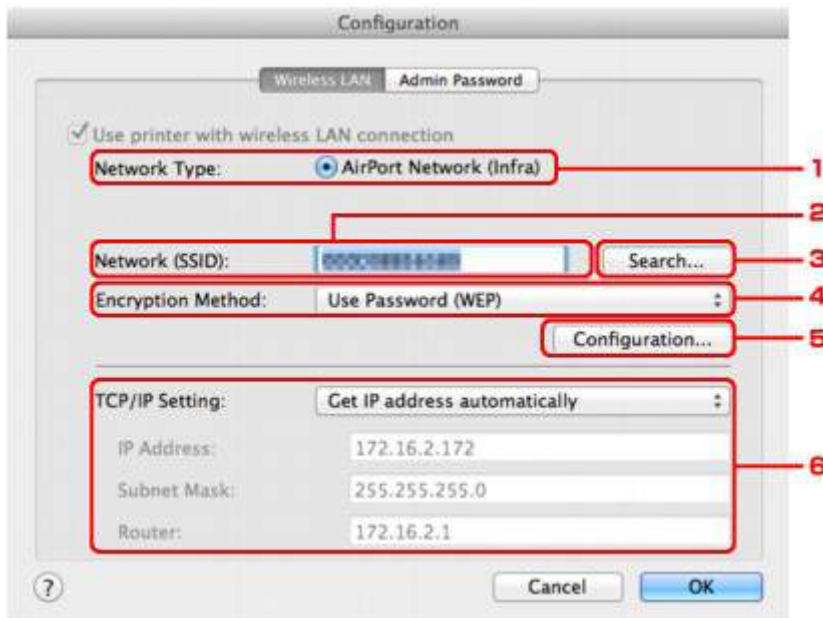 Configuration
Wireless LAN Admin Password
Use printer with wireless LAN connection
Network Type: AirPort Network (Infra) 1
2
Network (SSID): Search... 3
Encryption Method: Use Password (WEP) 4
Configuration... 5
TCP/IP Setting: Get IP address automatically
IP Address: 172.16.2.172
6
Subnet Mask: 255.255.255.0
Router: 172.16.2.1
? Cancel OK